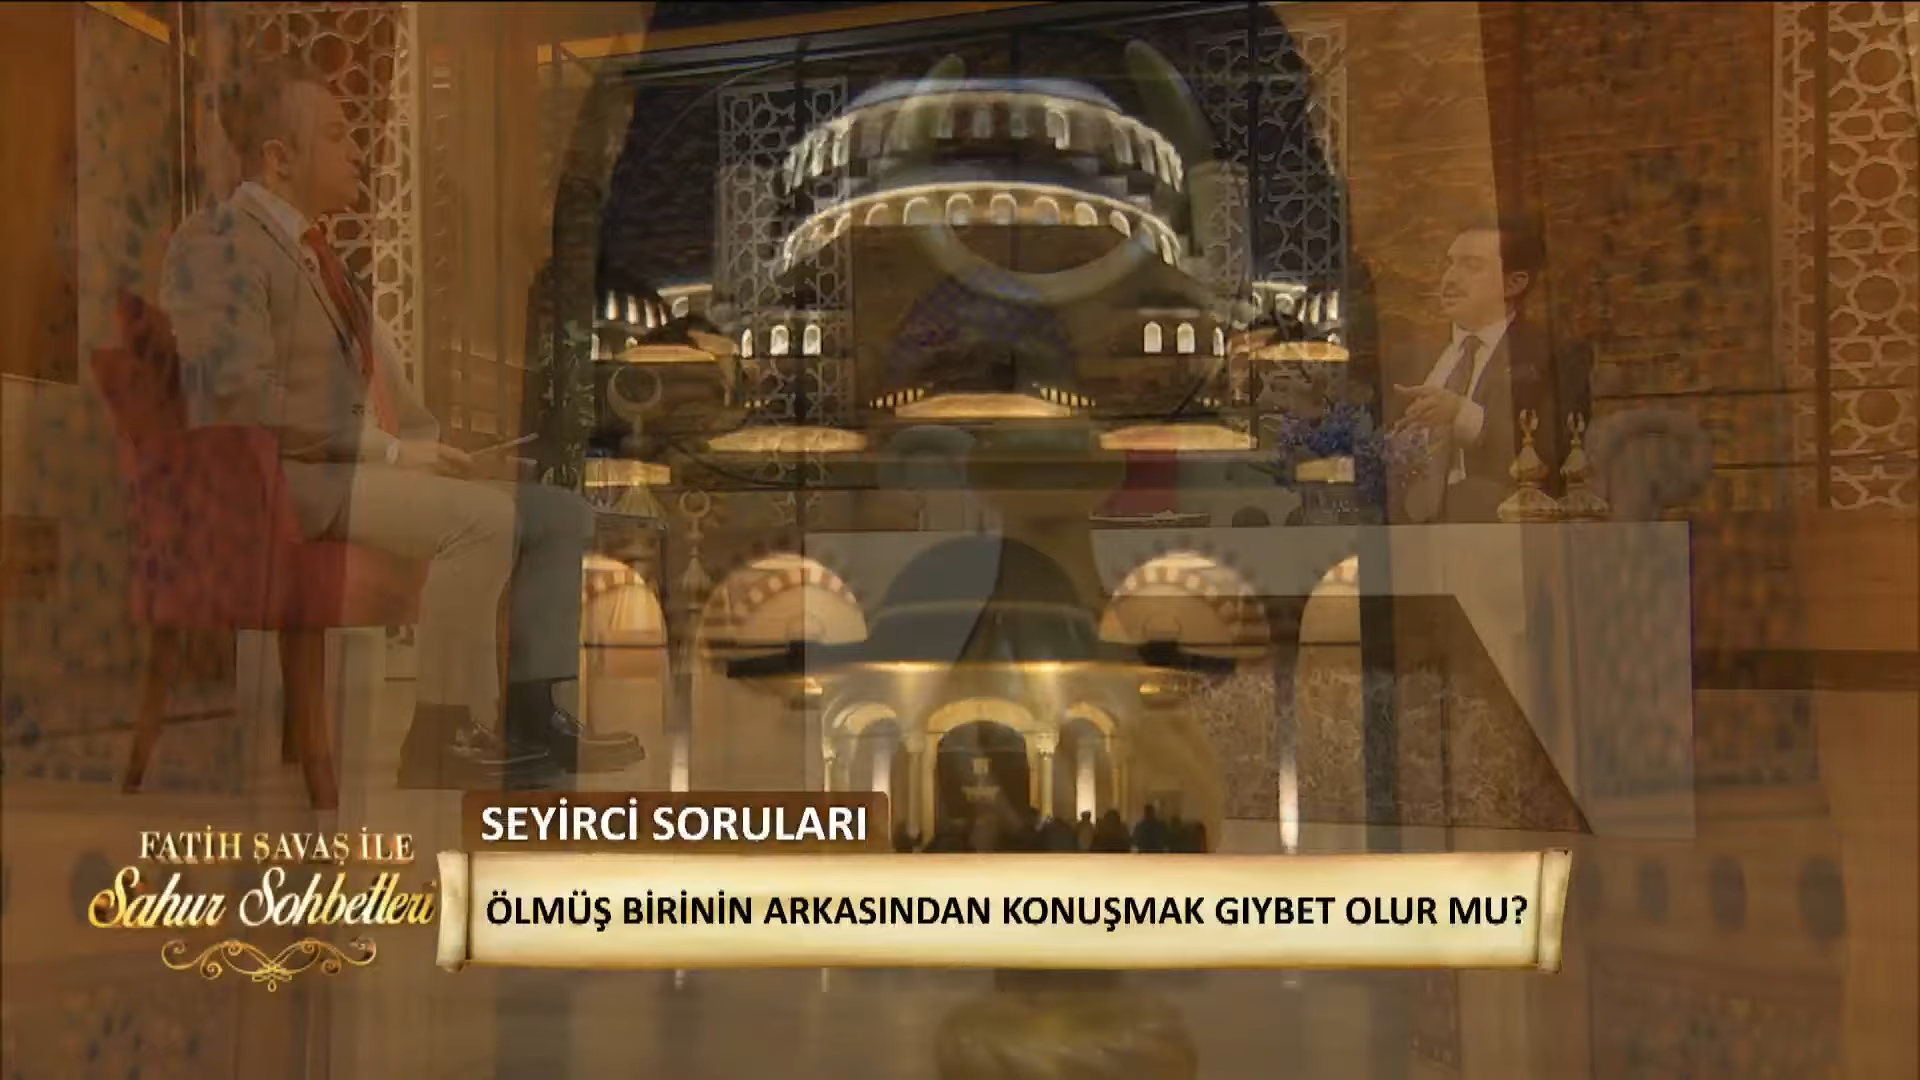 SEYİRCİ SORULARI
FATİH SAVAŞ İLE
Sahur Sohbetleri
ÖLMÜŞ BİRİNİN ARKASINDAN KONUŞMAK GIYBET OLUR MU?